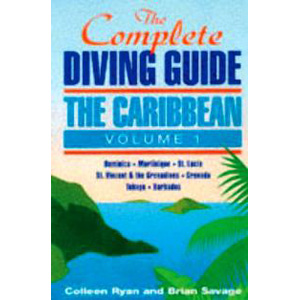 The
Complete
DIVING GUIDE
THE CARIBBEAN
VOLUME 1
Dominica • Martinique • St. Lucia
St. Vincent & the Grenadines • Grenada
Tobago • Barbados
Colleen Ryan and Brian Savage